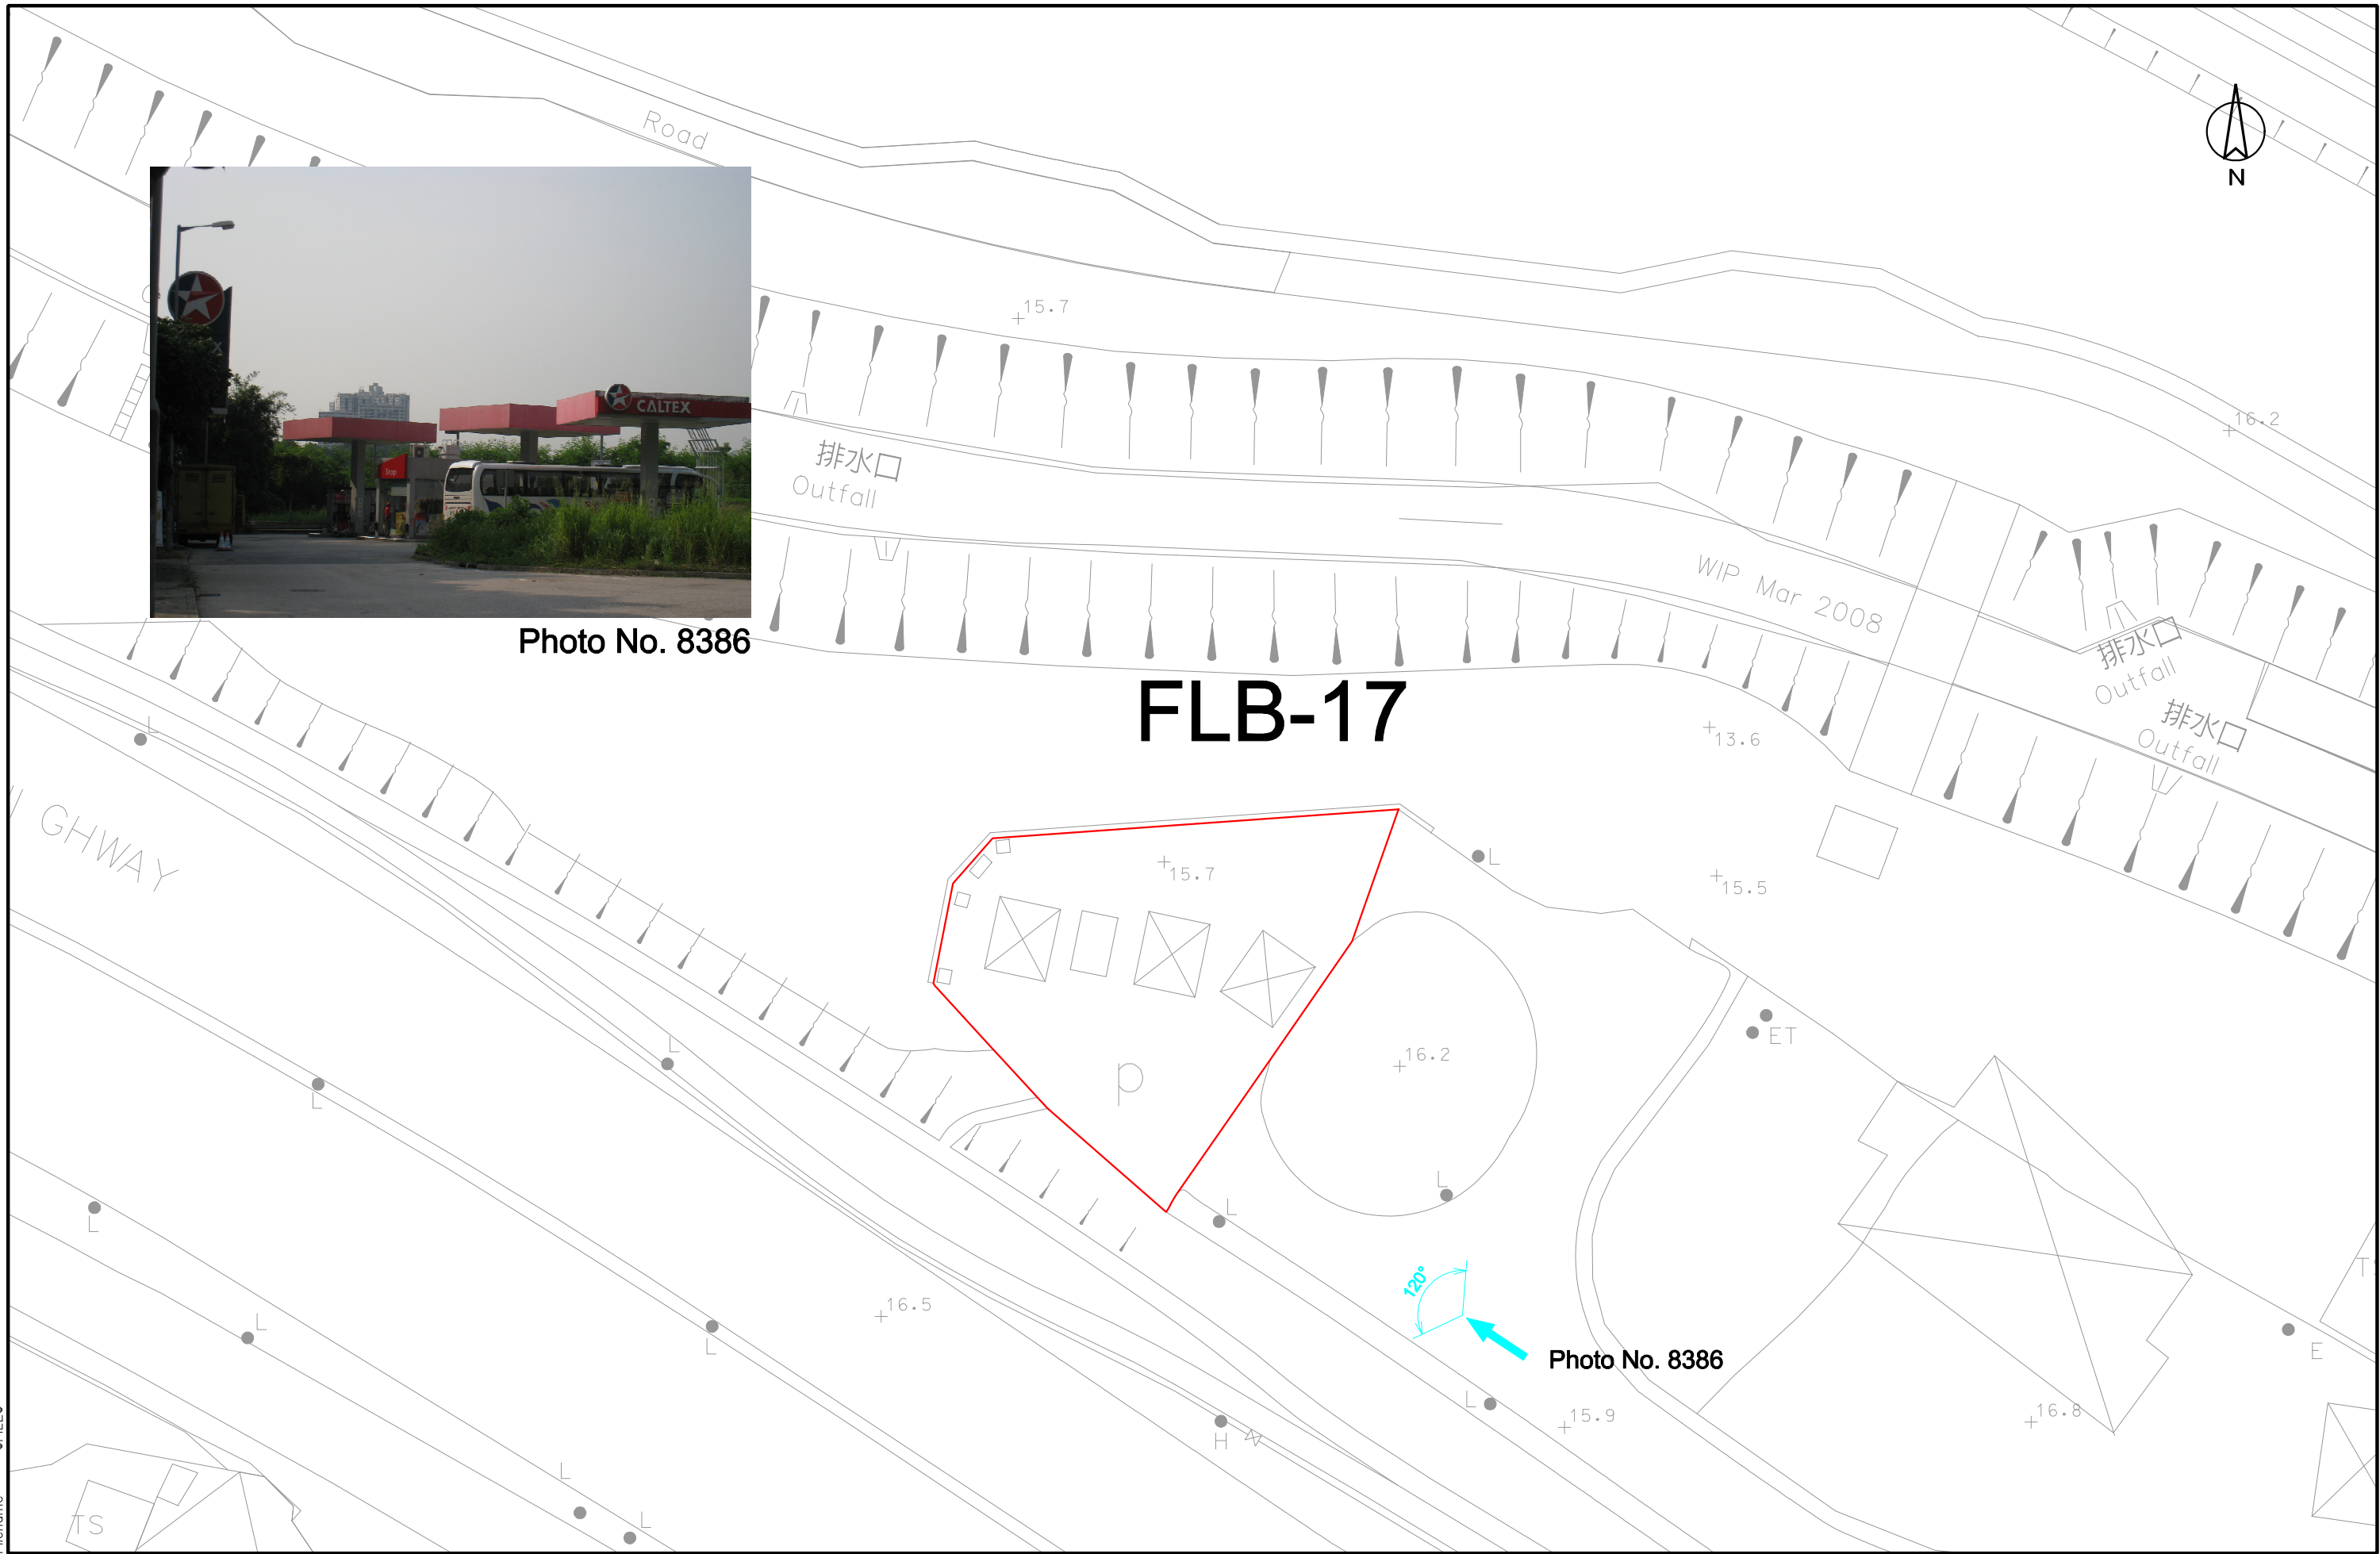 Road
N
15.7
16.2
CALTEX
Stop
排水口
Outfall
WIP Mar 2008
Photo No. 8386
排水口
Outfall
FLB-17
排水口
Outfall
L
13.6
GHWAY
L
15.7
15.5
ET
L
16.2
p
L
L
L
L
T
120°
16.5
L
L
E
Photo No. 8386
L
15.9
16.8
H
L
TS
L